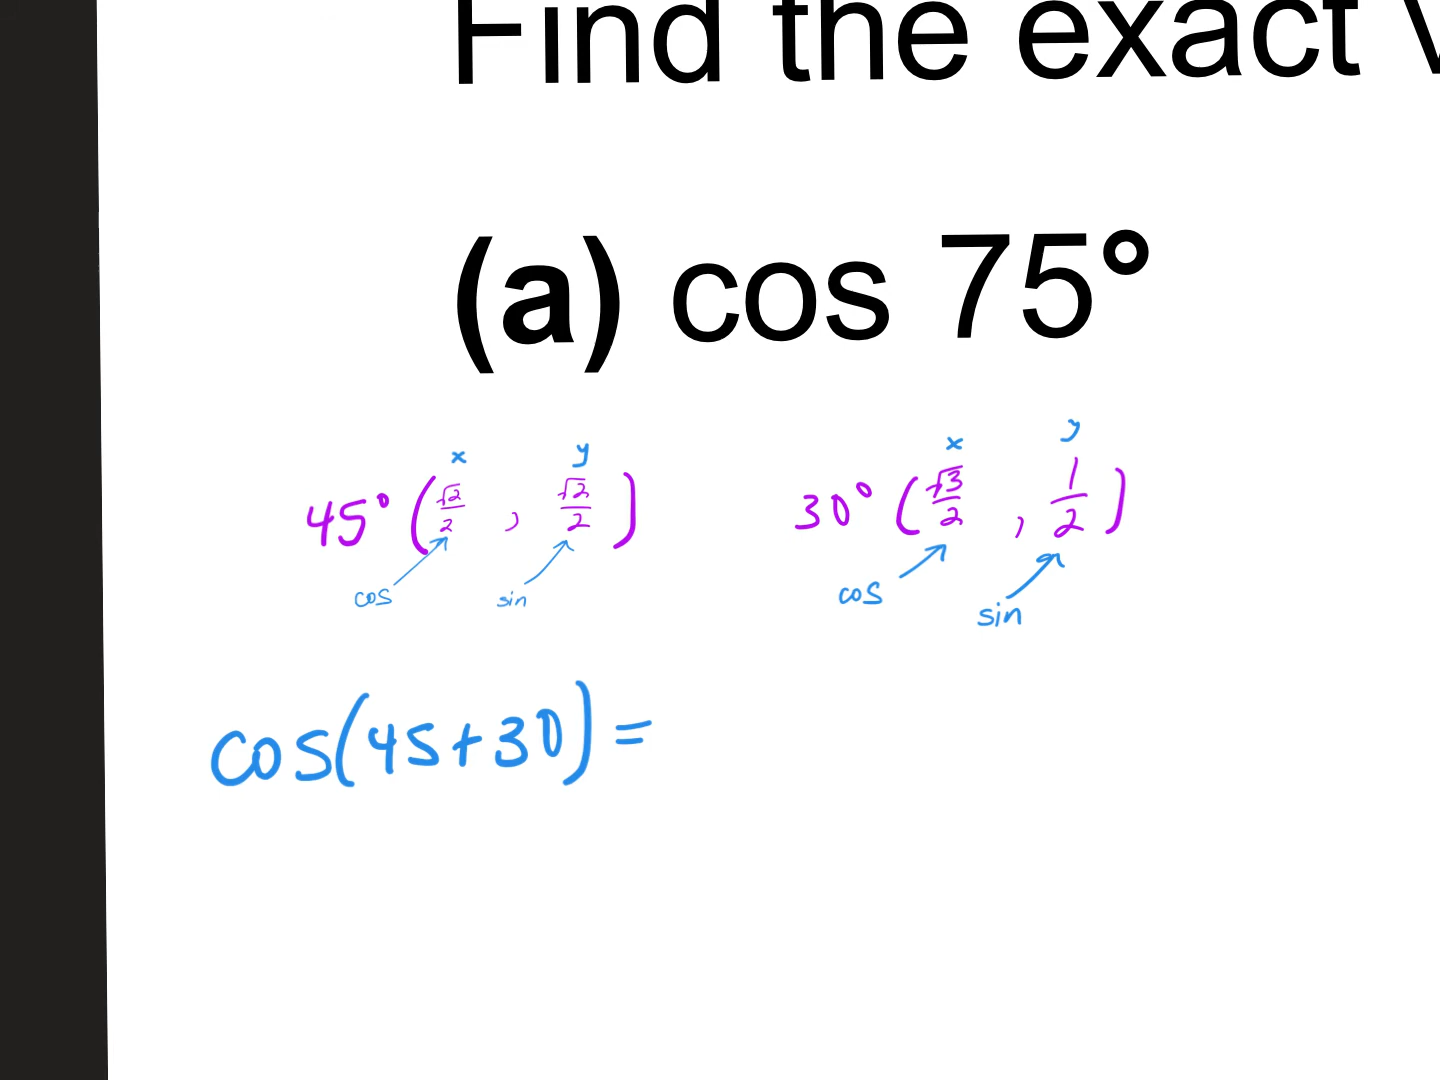 Find the exact
(a) cos 75°
x y x y
45° (√2/2 , √2/2) 30° (√3/2 , 1/2)
cos sin cos sin
cos(45+30) =